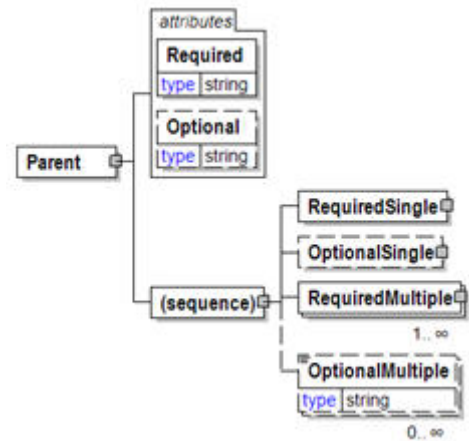 attributes
Required
type string
Optional
type string
Parent
RequiredSingle
OptionalSingle
(sequence)
RequiredMultiple
1.. ∞
OptionalMultiple
type string
0.. ∞